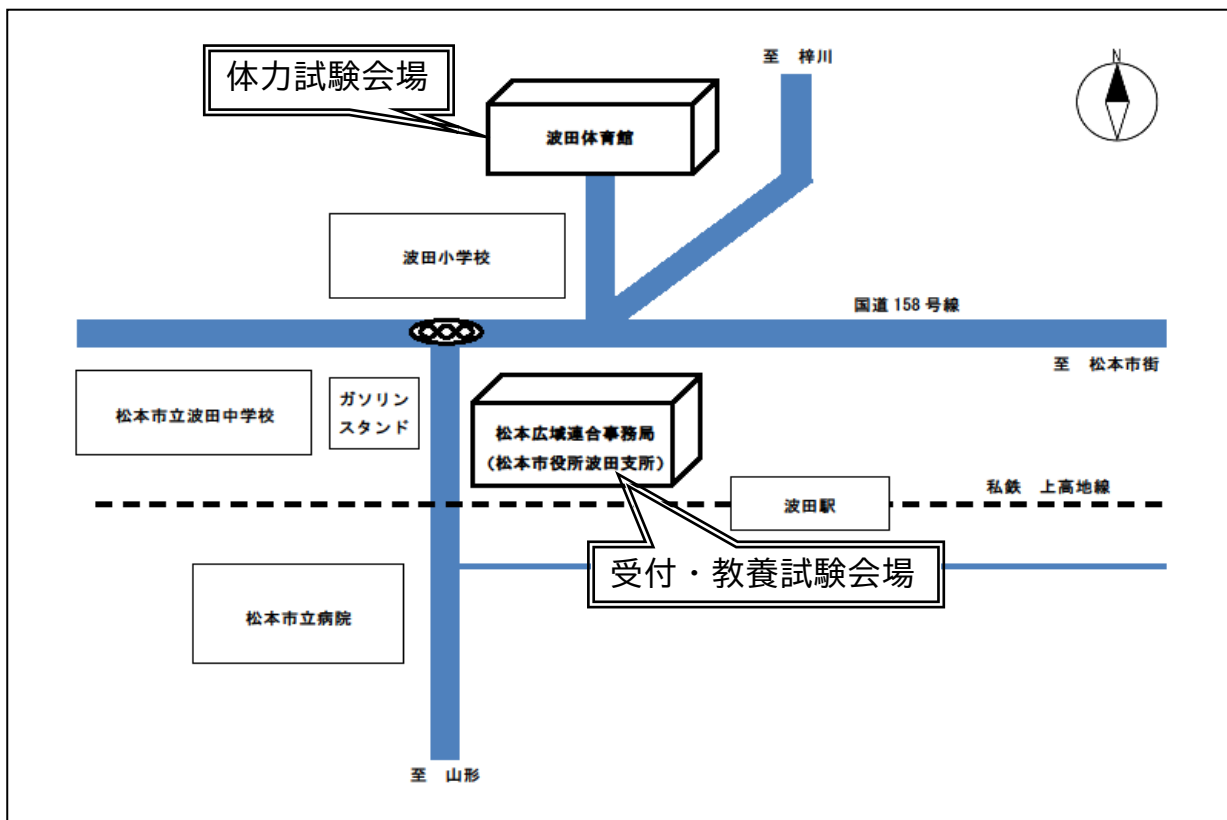 至 梓川
N
体力試験会場
波田体育館
波田小学校
国道158号線
至 松本市街
松本市立波田中学校
ガソリン
スタンド
松本広域連合事務局
(松本市役所波田支所)
私鉄 上高地線
波田駅
受付・教養試験会場
松本市立病院
至 山形